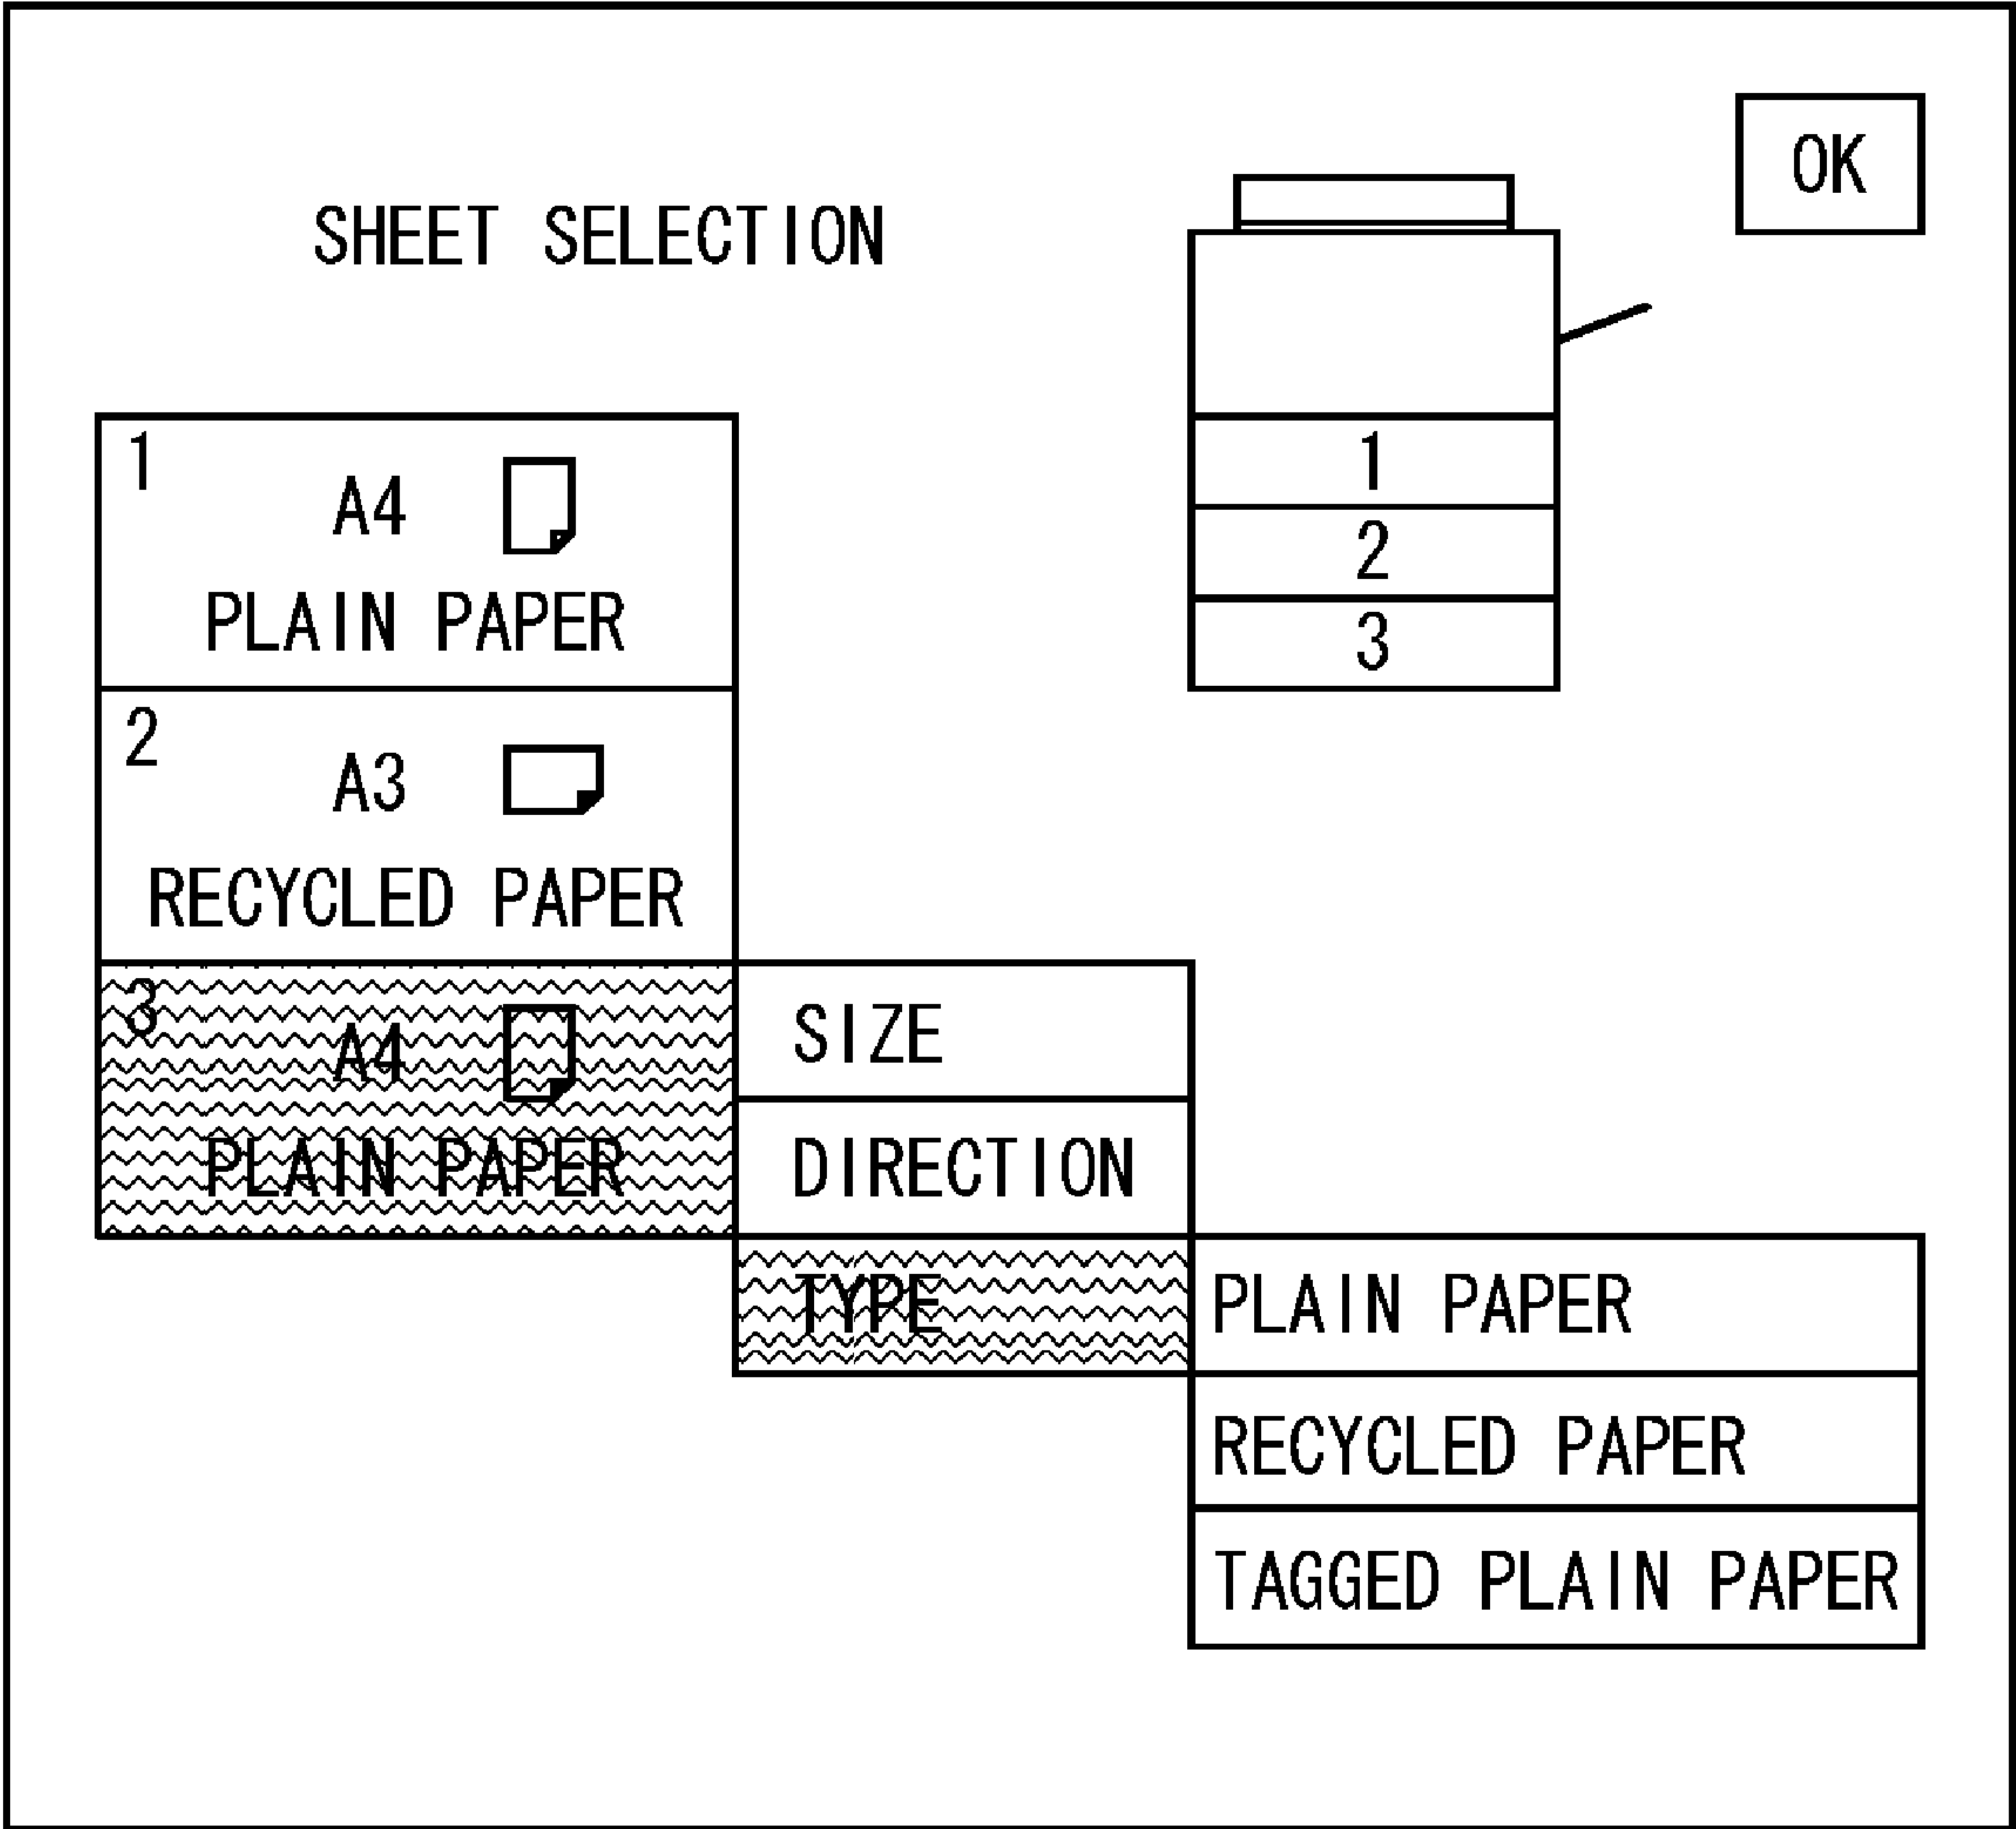 OK
SHEET SELECTION
1
A4
PLAIN PAPER
2
A3
RECYCLED PAPER
3
A4
PLAIN PAPER
1
2
3
SIZE
DIRECTION
TYPE
PLAIN PAPER
RECYCLED PAPER
TAGGED PLAIN PAPER